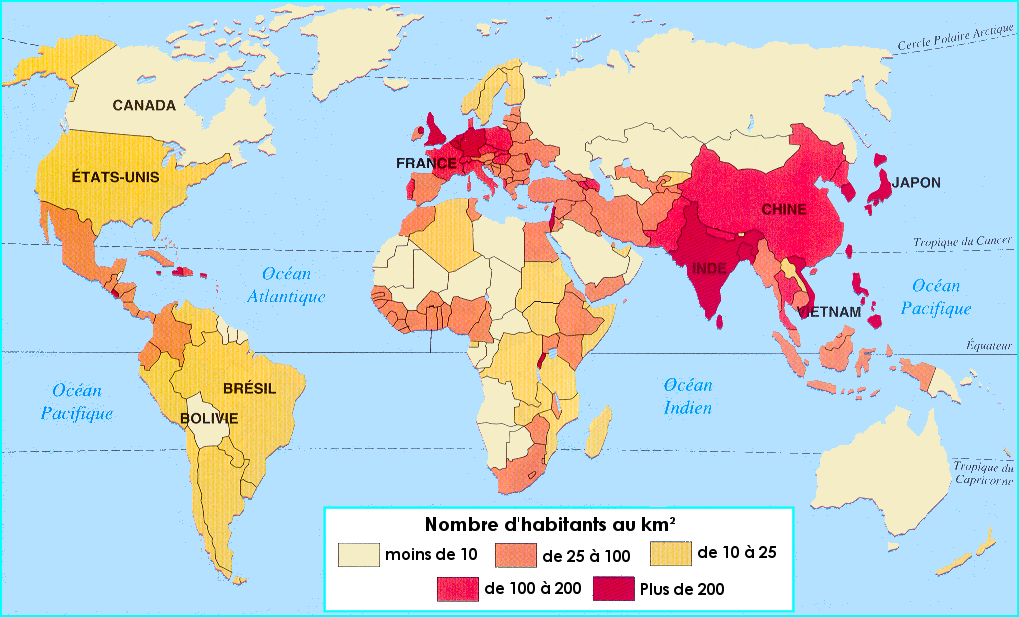 Cercle Polaire Arctique
CANADA
FRANCE
ÉTATS-UNIS
JAPON
CHINE
Tropique du Cancer
INDE
Océan
Atlantique
Océan
Pacifique
VIETNAM
Équateur
Océan
Pacifique
BRÉSIL
Océan
Indien
BOLIVIE
Tropique du
Capricorne
Nombre d'habitants au km²
moins de 10
de 25 à 100
de 10 à 25
de 100 à 200
Plus de 200